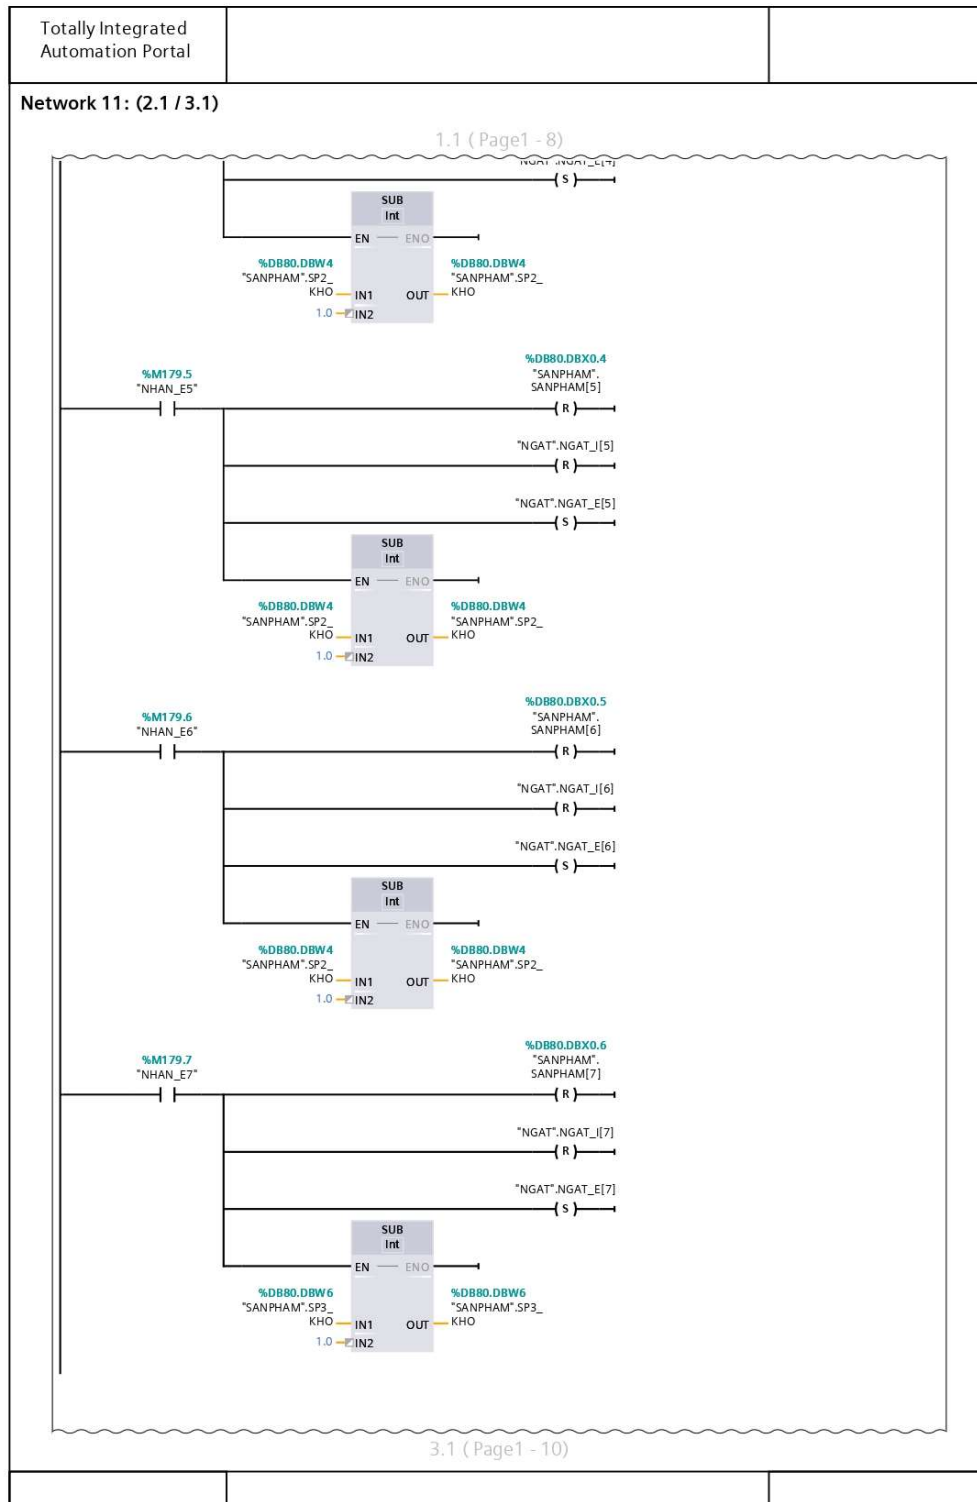 Totally Integrated
Automation Portal
Network 11: (2.1 / 3.1)
1.1 ( Page1 - 8)
"NGAT".NGAT_E[4]
S
SUB
Int
EN ENO
%DB80.DBW4 %DB80.DBW4
"SANPHAM".SP2_ "SANPHAM".SP2_
KHO IN1 OUT KHO
1.0 IN2
%DB80.DBX0.4
%M179.5 "SANPHAM".
"NHAN_E5" SANPHAM[5]
R
"NGAT".NGAT_I[5]
R
"NGAT".NGAT_E[5]
S
SUB
Int
EN ENO
%DB80.DBW4 %DB80.DBW4
"SANPHAM".SP2_ "SANPHAM".SP2_
KHO IN1 OUT KHO
1.0 IN2
%DB80.DBX0.5
%M179.6 "SANPHAM".
"NHAN_E6" SANPHAM[6]
R
"NGAT".NGAT_I[6]
R
"NGAT".NGAT_E[6]
S
SUB
Int
EN ENO
%DB80.DBW4 %DB80.DBW4
"SANPHAM".SP2_ "SANPHAM".SP2_
KHO IN1 OUT KHO
1.0 IN2
%DB80.DBX0.6
%M179.7 "SANPHAM".
"NHAN_E7" SANPHAM[7]
R
"NGAT".NGAT_I[7]
R
"NGAT".NGAT_E[7]
S
SUB
Int
EN ENO
%DB80.DBW6 %DB80.DBW6
"SANPHAM".SP3_ "SANPHAM".SP3_
KHO IN1 OUT KHO
1.0 IN2
3.1 ( Page1 - 10)